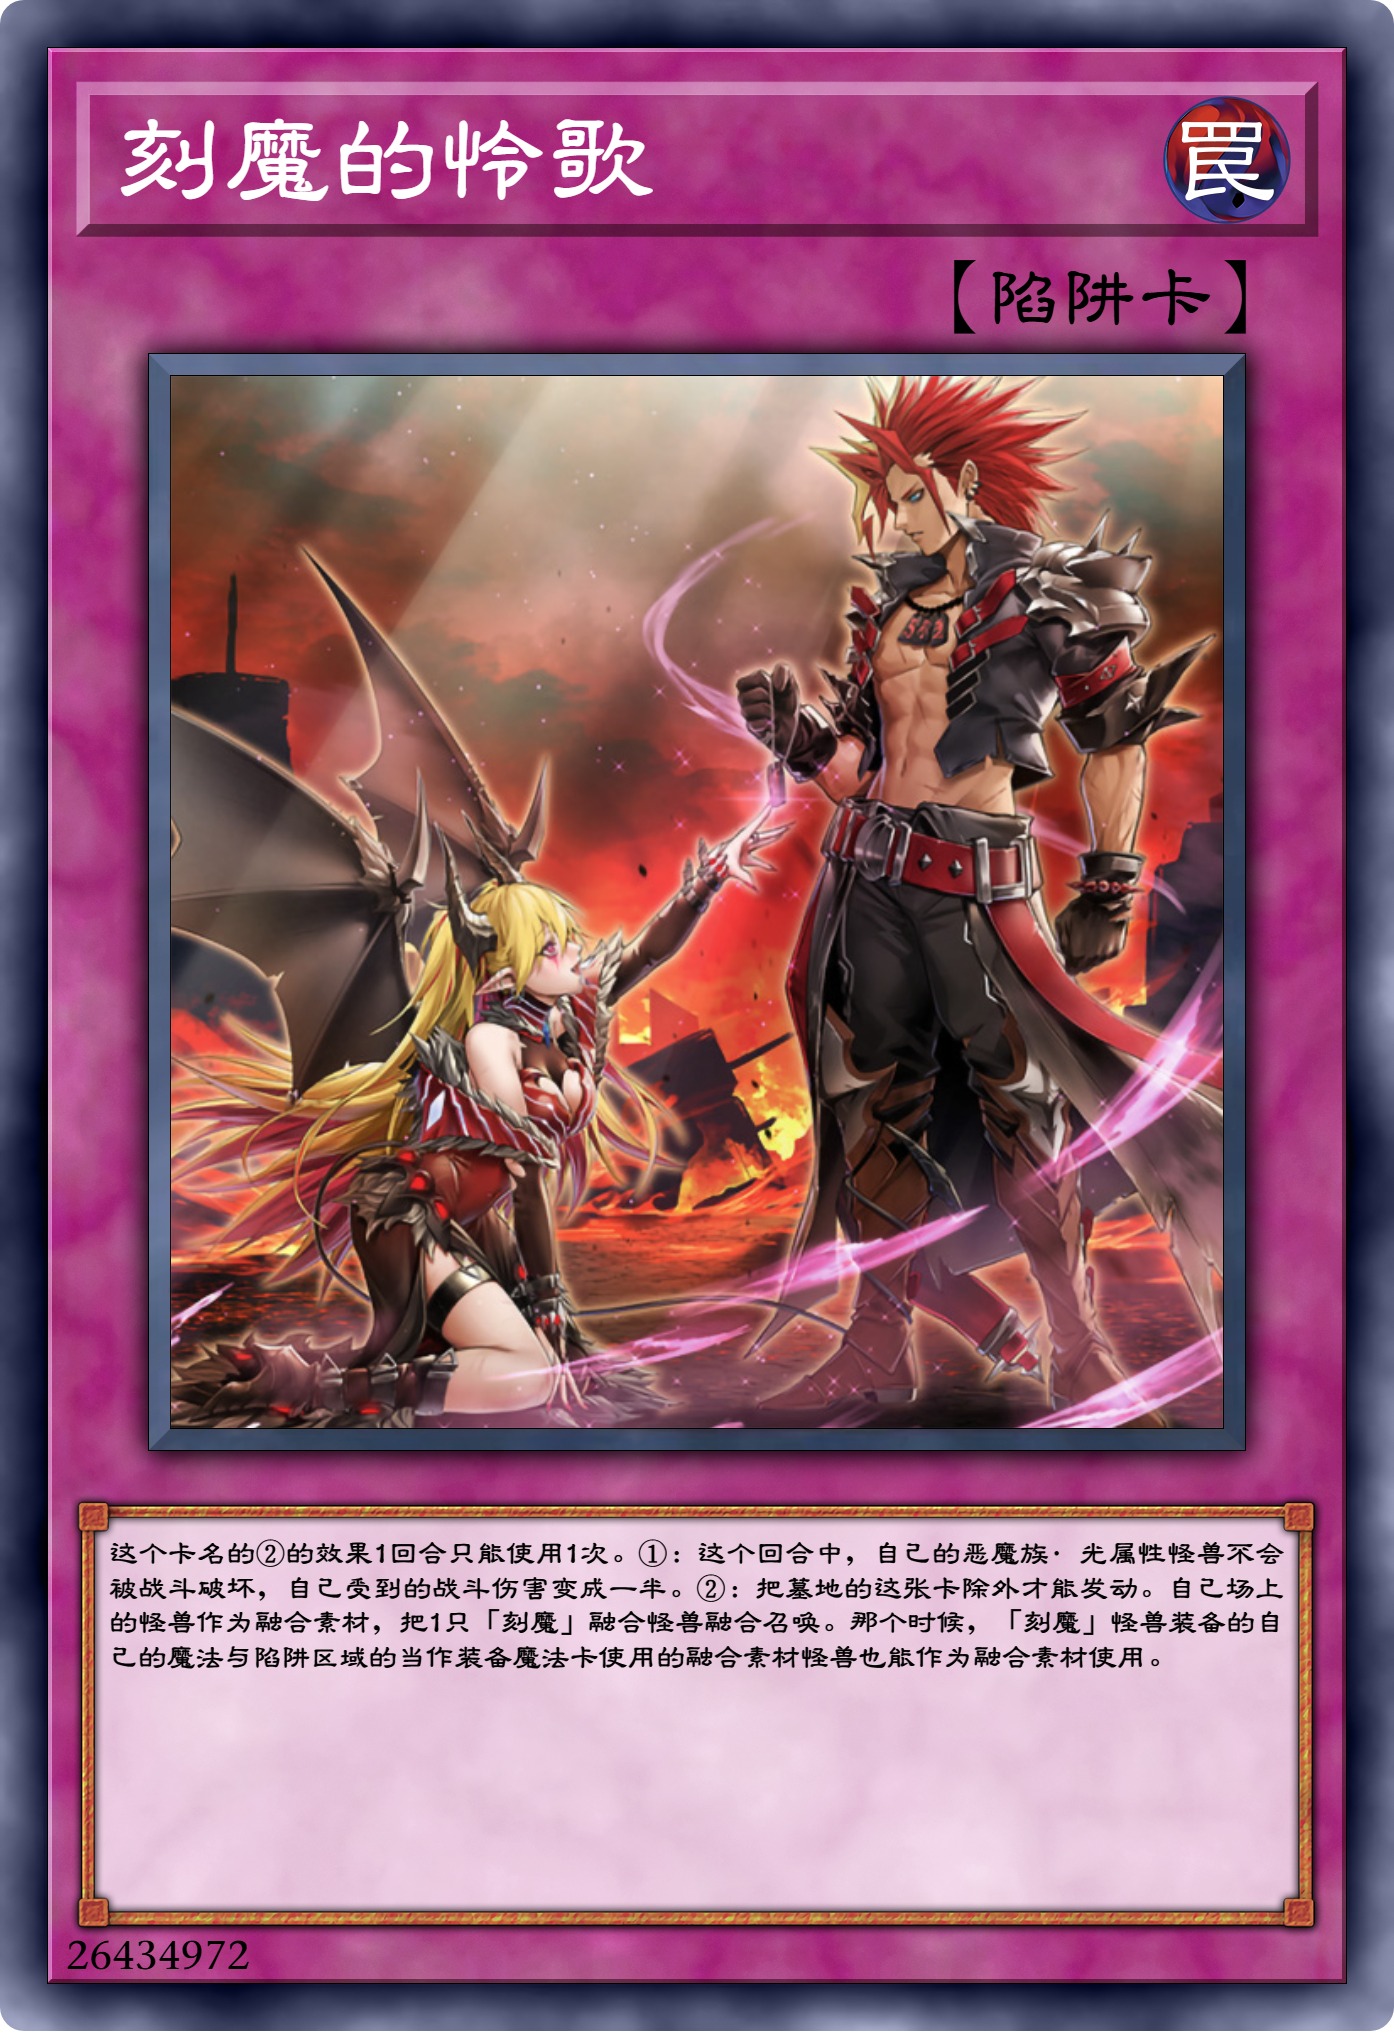 刻魔的怜歌
罠
【陷阱卡】
这个卡名的②的效果1回合只能使用1次。①：这个回合中，自己的恶魔族·光属性怪兽不会
被战斗破坏，自己受到的战斗伤害变成一半。②：把墓地的这张卡除外才能发动。自己场上
的怪兽作为融合素材，把1只「刻魔」融合怪兽融合召唤。那个时候，「刻魔」怪兽装备的自
己的魔法与陷阱区域的当作装备魔法卡使用的融合素材怪兽也能作为融合素材使用。
26434972